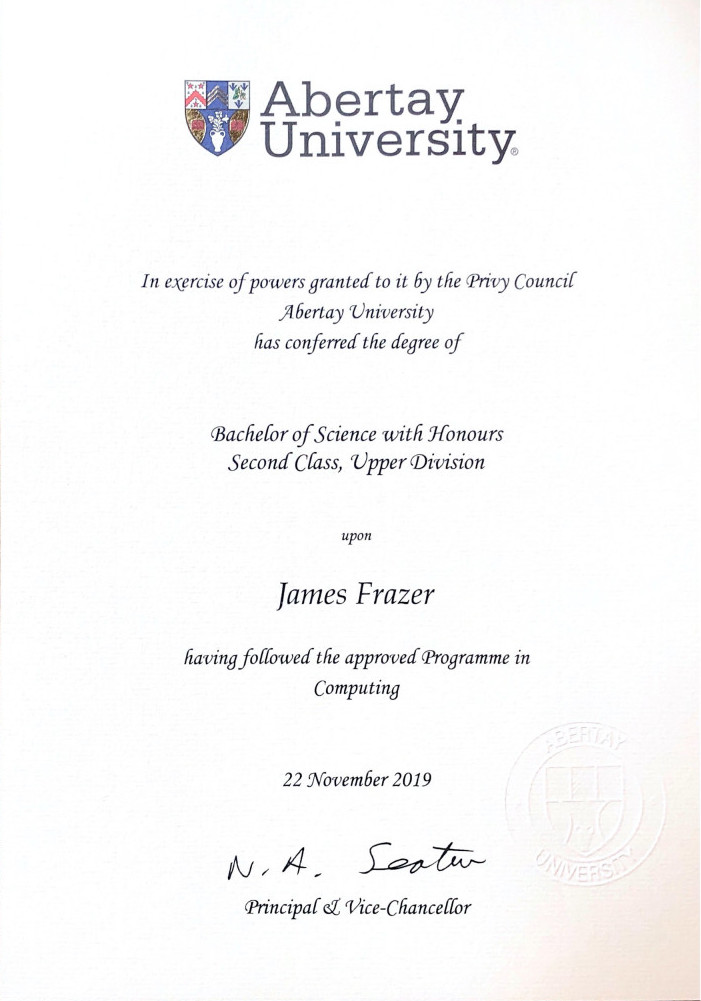 Abertay
University®
In exercise of powers granted to it by the Privy Council
Abertay University
has conferred the degree of
Bachelor of Science with Honours
Second Class, Upper Division
upon
James Frazer
having followed the approved Programme in
Computing
22 November 2019
N. A. Seaton
Principal & Vice-Chancellor
ABERTAY
UNIVERSITY